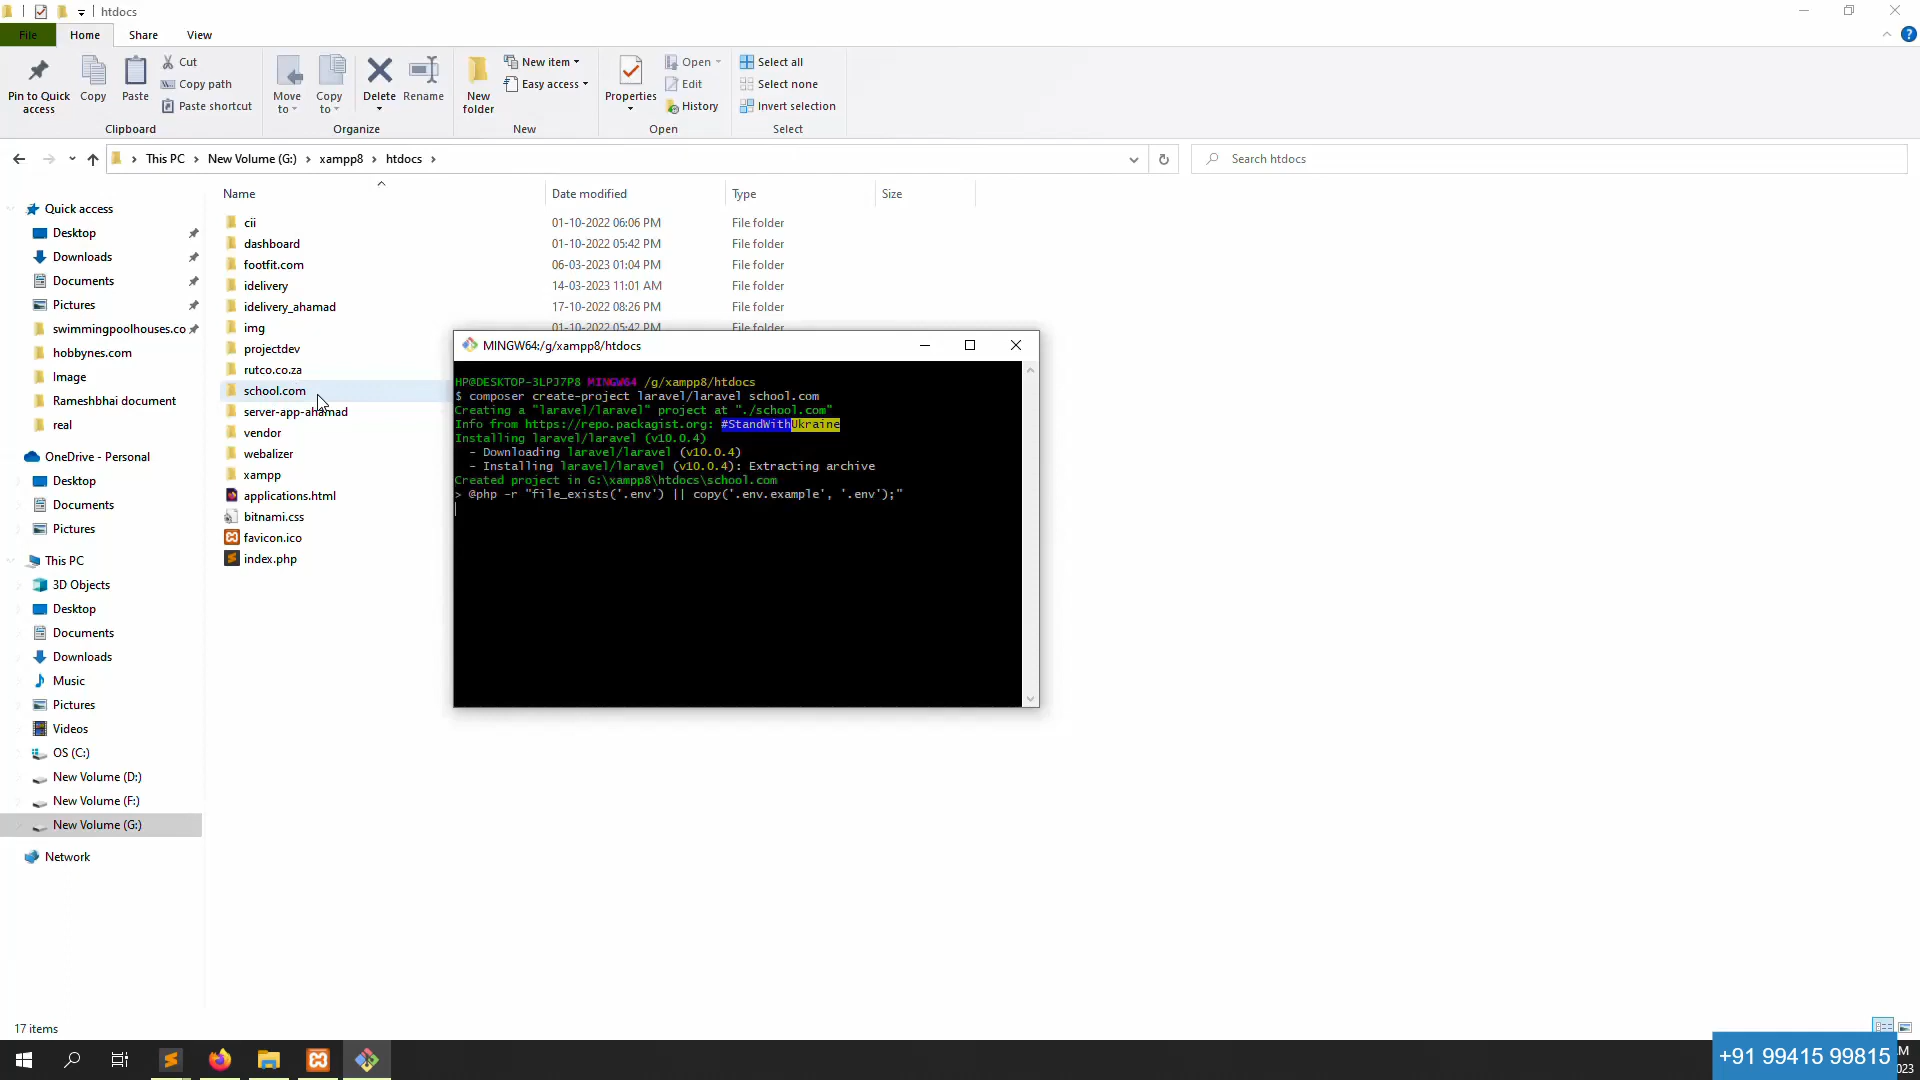 htdocs
File Home Share View
Pin to Quick access
Copy
Paste
Cut
Copy path
Paste shortcut
Clipboard
Move to
Copy to
Delete
Rename
Organize
New folder
New item
Easy access
New
Properties
Open
Edit
History
Open
Select all
Select none
Invert selection
Select
This PC > New Volume (G:) > xampp8 > htdocs >
Search htdocs
Name Date modified Type Size
Quick access
Desktop
Downloads
Documents
Pictures
swimmingpoolhouses.co
hobbynes.com
Image
Rameshbhai document
real
OneDrive - Personal
Desktop
Documents
Pictures
This PC
3D Objects
Desktop
Documents
Downloads
Music
Pictures
Videos
OS (C:)
New Volume (D:)
New Volume (F:)
New Volume (G:)
Network
cii 01-10-2022 06:06 PM File folder
dashboard 01-10-2022 05:42 PM File folder
footfit.com 06-03-2023 01:04 PM File folder
idelivery 14-03-2023 11:01 AM File folder
idelivery_ahamad 17-10-2022 08:26 PM File folder
img 01-10-2022 05:42 PM File folder
projectdev
rutco.co.za
school.com
server-app-ahamad
vendor
webalizer
xampp
applications.html
bitnami.css
favicon.ico
index.php
MINGW64:/g/xampp8/htdocs
HP@DESKTOP-3LPJ7P8 MINGW64 /g/xampp8/htdocs
$ composer create-project laravel/laravel school.com
Creating a "laravel/laravel" project at "./school.com"
Info from https://repo.packagist.org: #StandWithUkraine
Installing laravel/laravel (v10.0.4)
- Downloading laravel/laravel (v10.0.4)
- Installing laravel/laravel (v10.0.4): Extracting archive
Created project in G:\xampp8\htdocs\school.com
> @php -r "file_exists('.env') || copy('.env.example', '.env');"
17 items
+91 99415 99815